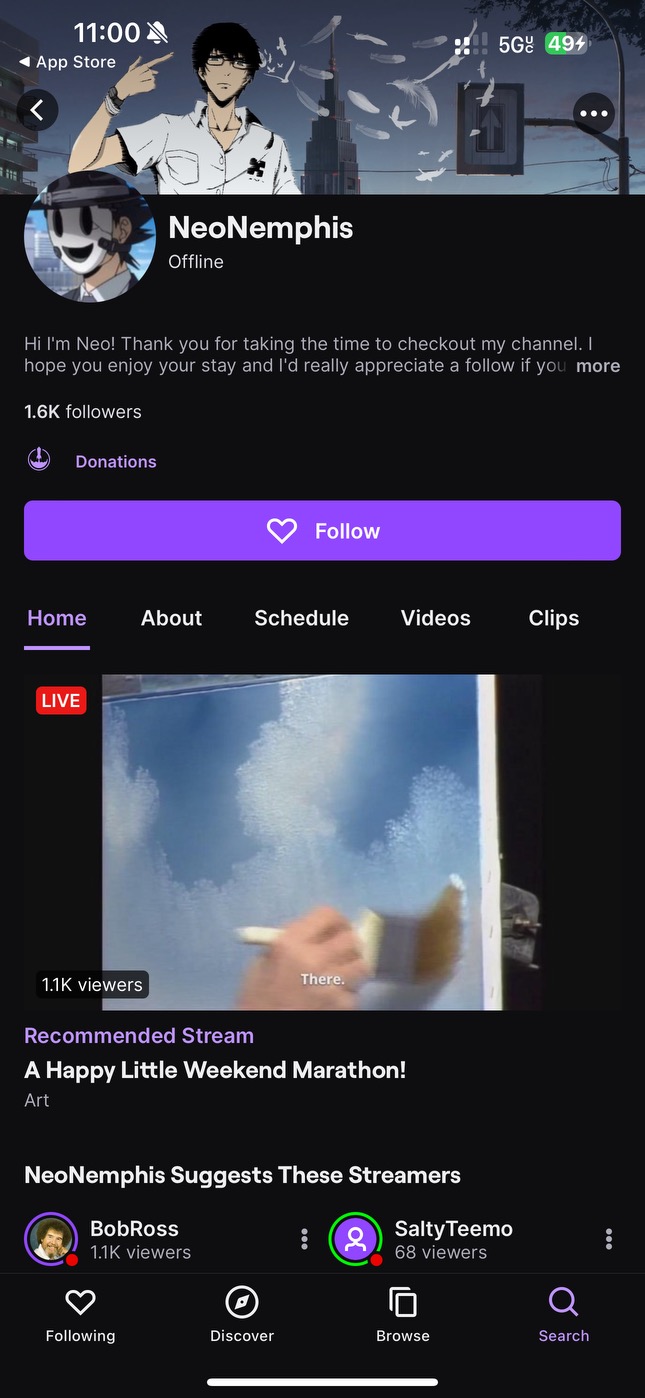 11:00
5G UC
49
◀ App Store
NeoNemphis
Offline
Hi I'm Neo! Thank you for taking the time to checkout my channel. I
hope you enjoy your stay and I'd really appreciate a follow if you more
1.6K followers
Donations
Follow
Home About Schedule Videos Clips
LIVE
There.
1.1K viewers
Recommended Stream
A Happy Little Weekend Marathon!
Art
NeoNemphis Suggests These Streamers
BobRoss
1.1K viewers
SaltyTeemo
68 viewers
Following Discover Browse Search